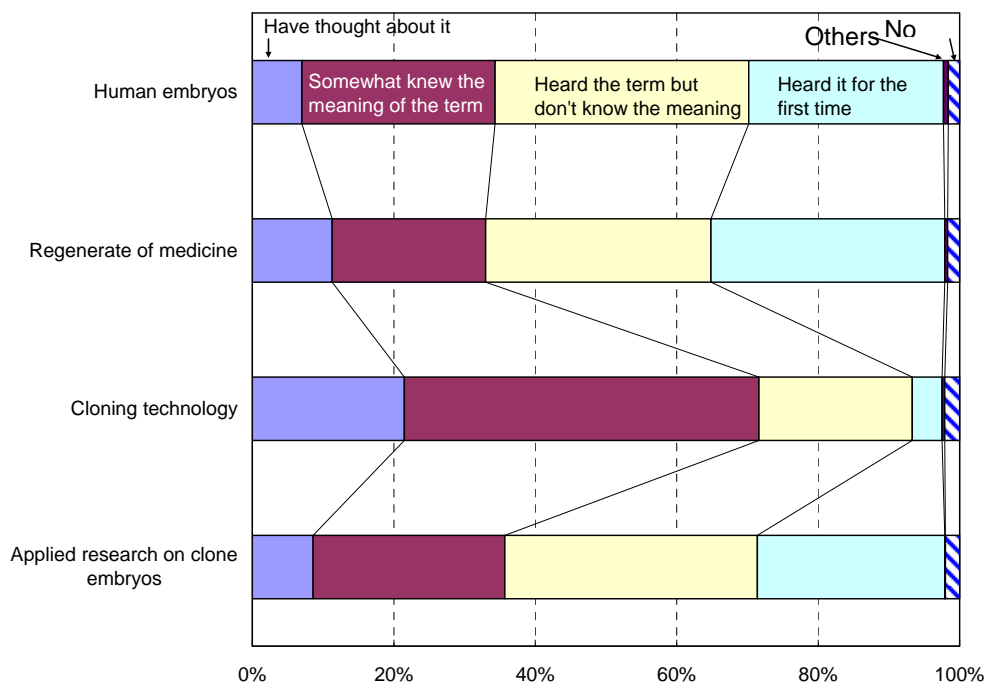 Have thought about it
Others No
Human embryos
Somewhat knew the
meaning of the term
Heard the term but
don't know the meaning
Heard it for the
first time
Regenerate of medicine
Cloning technology
Applied research on clone
embryos
0% 20% 40% 60% 80% 100%